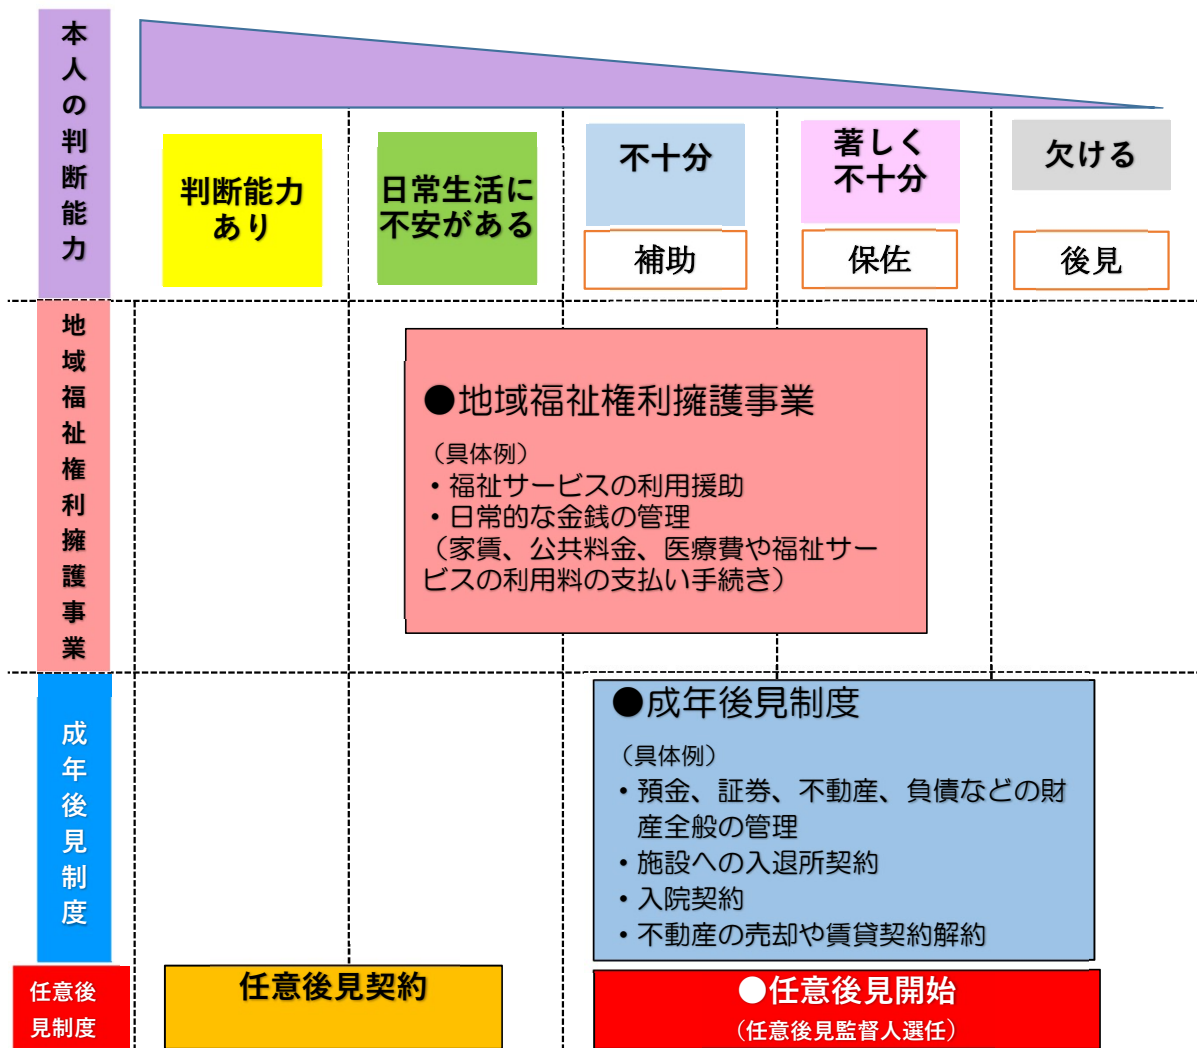 本人の判断能力
判断能力
あり
日常生活に
不安がある
不十分
補助
著しく
不十分
保佐
欠ける
後見
地域福祉権利擁護事業
●地域福祉権利擁護事業
（具体例）
・福祉サービスの利用援助
・日常的な金銭の管理
（家賃、公共料金、医療費や福祉サー
ビスの利用料の支払い手続き）
成年後見制度
●成年後見制度
（具体例）
・預金、証券、不動産、負債などの財
産全般の管理
・施設への入退所契約
・入院契約
・不動産の売却や賃貸契約解約
任意後
見制度
任意後見契約
●任意後見開始
（任意後見監督人選任）